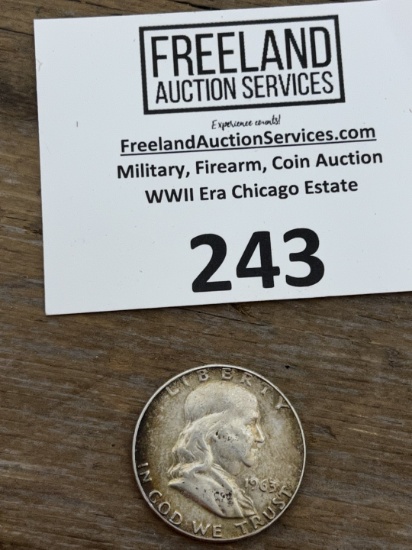 FREELAND
AUCTION SERVICES
Experience counts!
FreelandAuctionServices.com
Military, Firearm, Coin Auction
WWII Era Chicago Estate
243
LIBERTY
1963
IN GOD WE TRUST